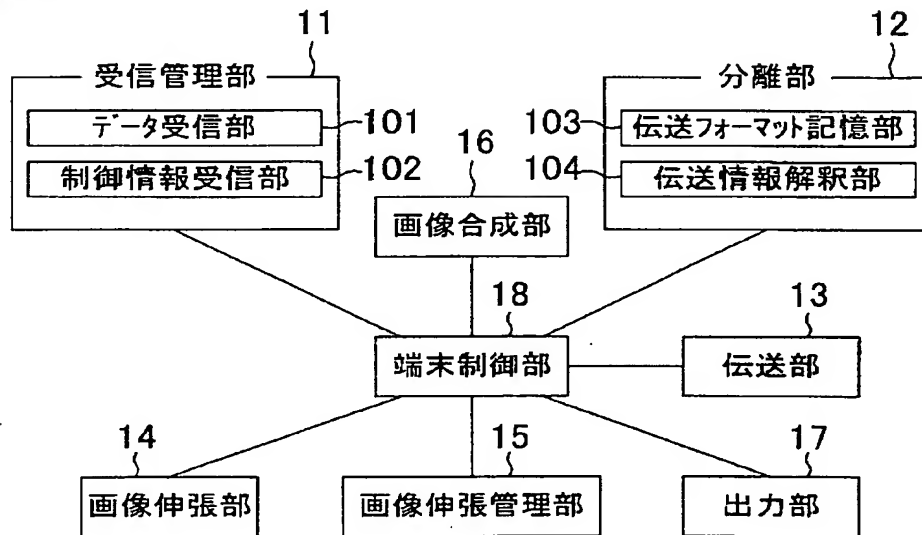 11
12
受信管理部
分離部
データ受信部
101
103
伝送フォーマット記憶部
制御情報受信部
102
104
伝送情報解釈部
16
画像合成部
18
13
端末制御部
伝送部
14
15
17
画像伸張部
画像伸張管理部
出力部